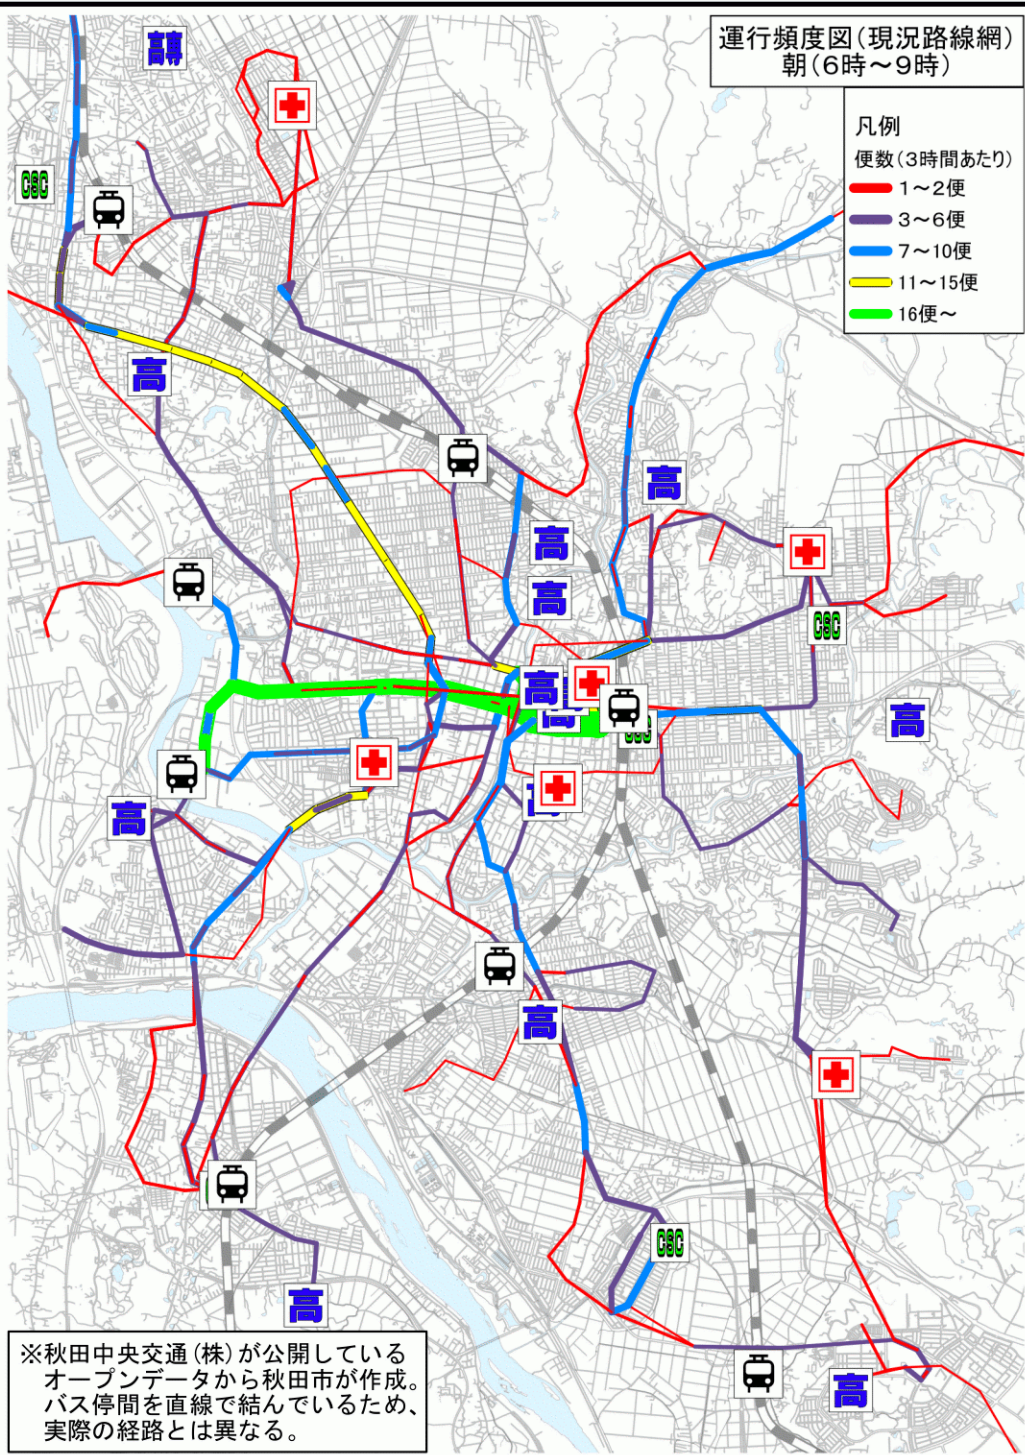 運行頻度図(現況路線網)
朝(6時～9時)
凡例
便数(3時間あたり)
1～2便
3～6便
7～10便
11～15便
16便～
高専
CSC
高
高
高
高
CSC
高
高
高
高
高
CSC
高
高
高
※秋田中央交通(株)が公開している
オープンデータから秋田市が作成。
バス停間を直線で結んでいるため、
実際の経路とは異なる。